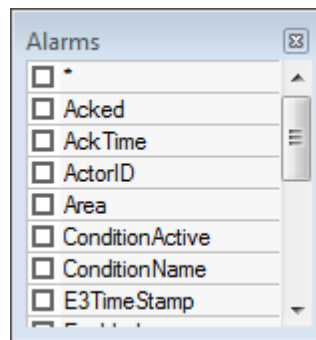 Alarms
*
Acked
AckTime
ActorID
Area
ConditionActive
ConditionName
E3TimeStamp